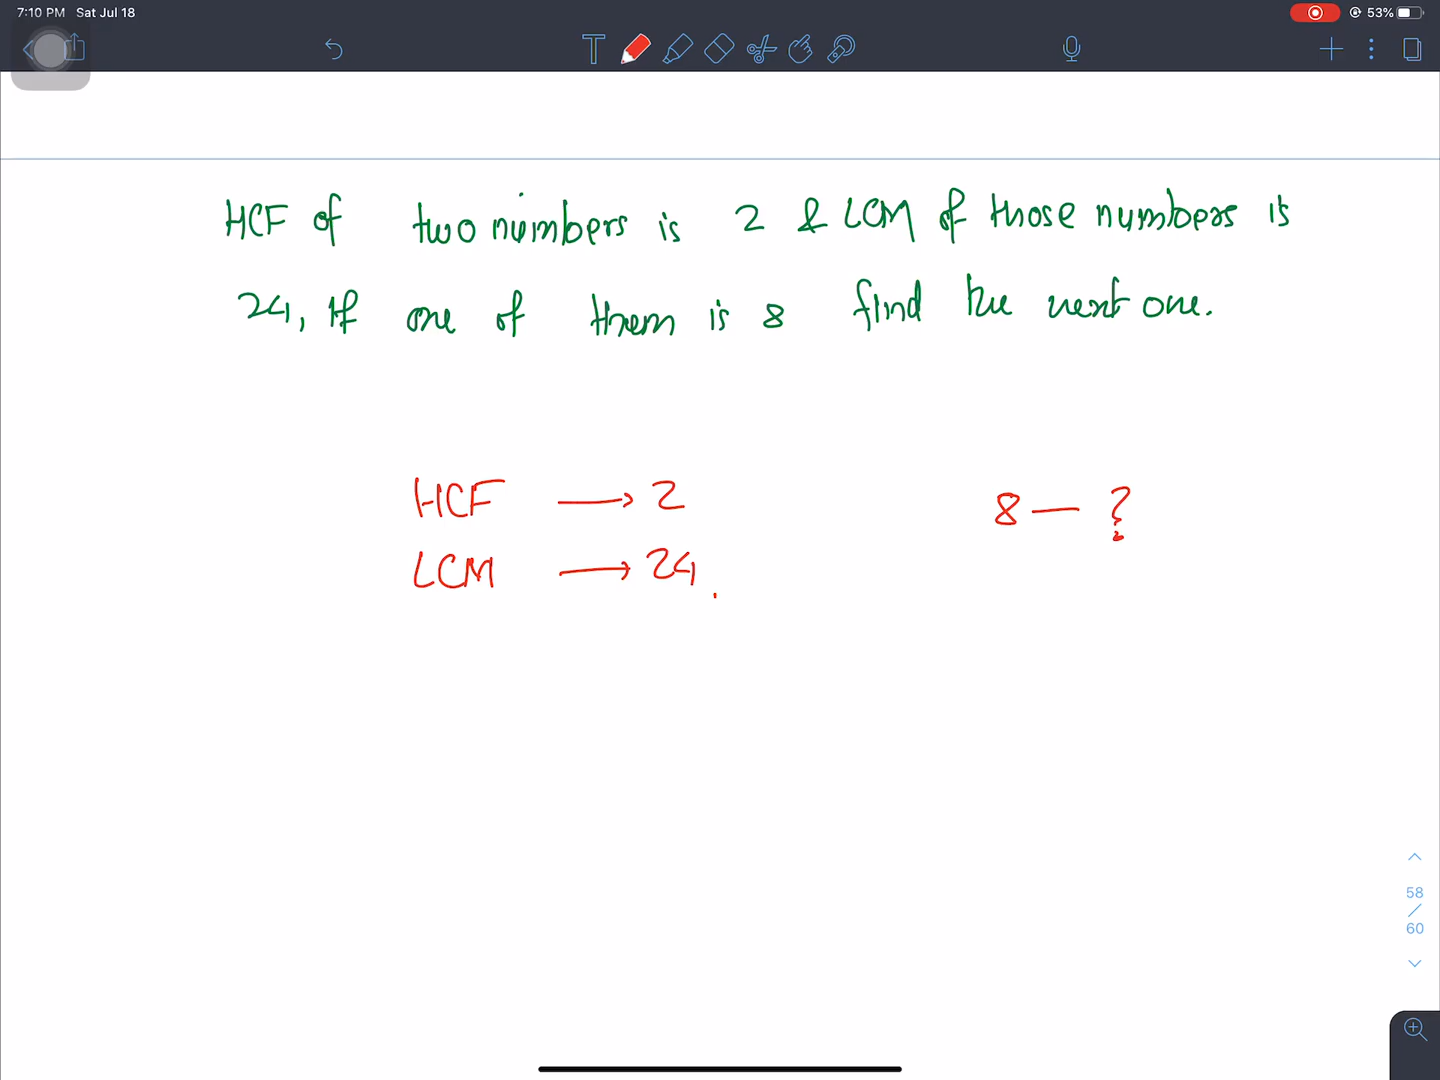 7:10 PM Sat Jul 18
53%
HCF of two numbers is 2 & LCM of those numbers is
24, If one of them is 8 find the next one.
HCF → 2
8 — ?
LCM → 24
58
/
60